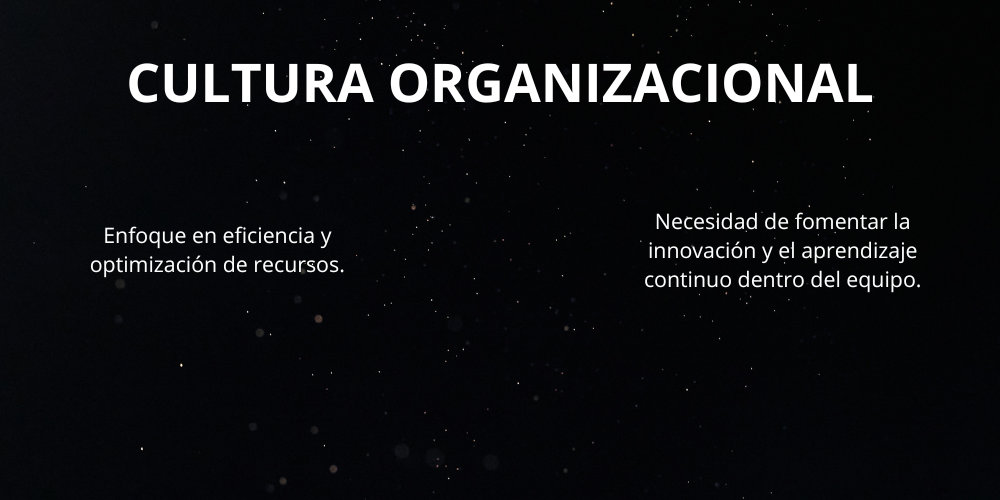 CULTURA ORGANIZACIONAL
Enfoque en eficiencia y
optimización de recursos.
Necesidad de fomentar la
innovación y el aprendizaje
continuo dentro del equipo.